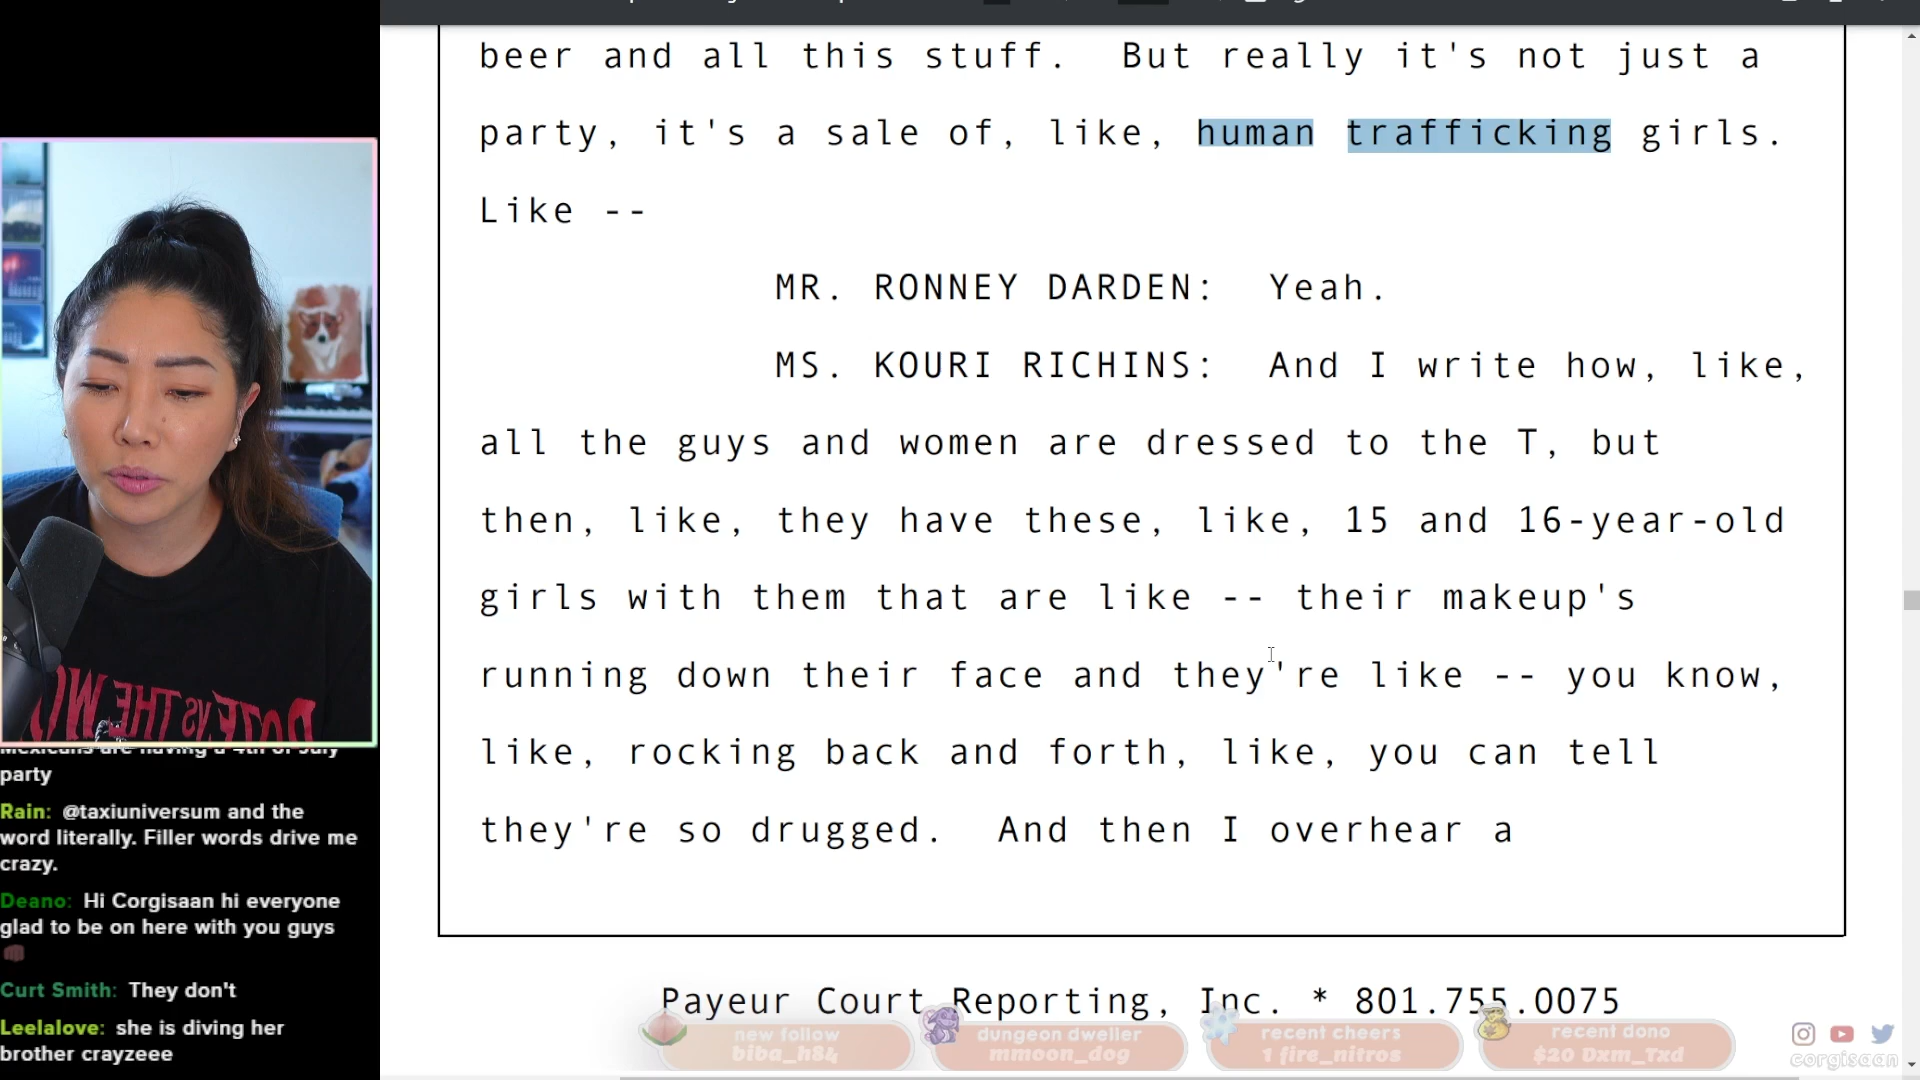 beer and all this stuff.  But really it's not just a
party, it's a sale of, like, human trafficking girls.
Like --
MR. RONNEY DARDEN:  Yeah.
MS. KOURI RICHINS:  And I write how, like,
all the guys and women are dressed to the T, but
then, like, they have these, like, 15 and 16-year-old
girls with them that are like -- their makeup's
running down their face and they're like -- you know,
like, rocking back and forth, like, you can tell
they're so drugged.  And then I overhear a
Payeur Court Reporting, Inc. * 801.755.0075
Mexicans are having a 4th of July
party
Rain: @taxiuniversum and the
word literally. Filler words drive me
crazy.
Deano: Hi Corgisaan hi everyone
glad to be on here with you guys
Curt Smith: They don't
Leelalove: she is diving her
brother crayzeee
new follow
biba_h84
dungeon dweller
mmoon_dog
recent cheers
1 fire_nitros
recent dono
$20 Dxm_Txd
corgisaan